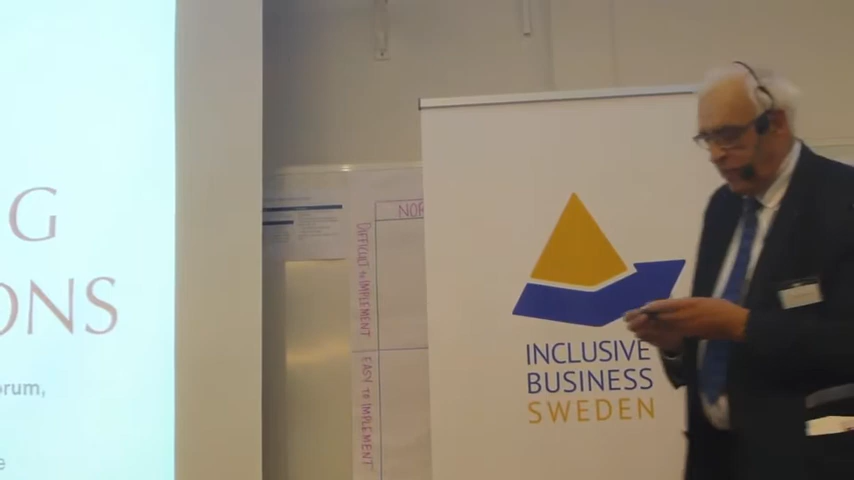 G
ONS
orum,
e
NOR
DIFFICULT TO IMPLEMENT
EASY TO IMPLEMENT
INCLUSIVE
BUSINESS
SWEDEN